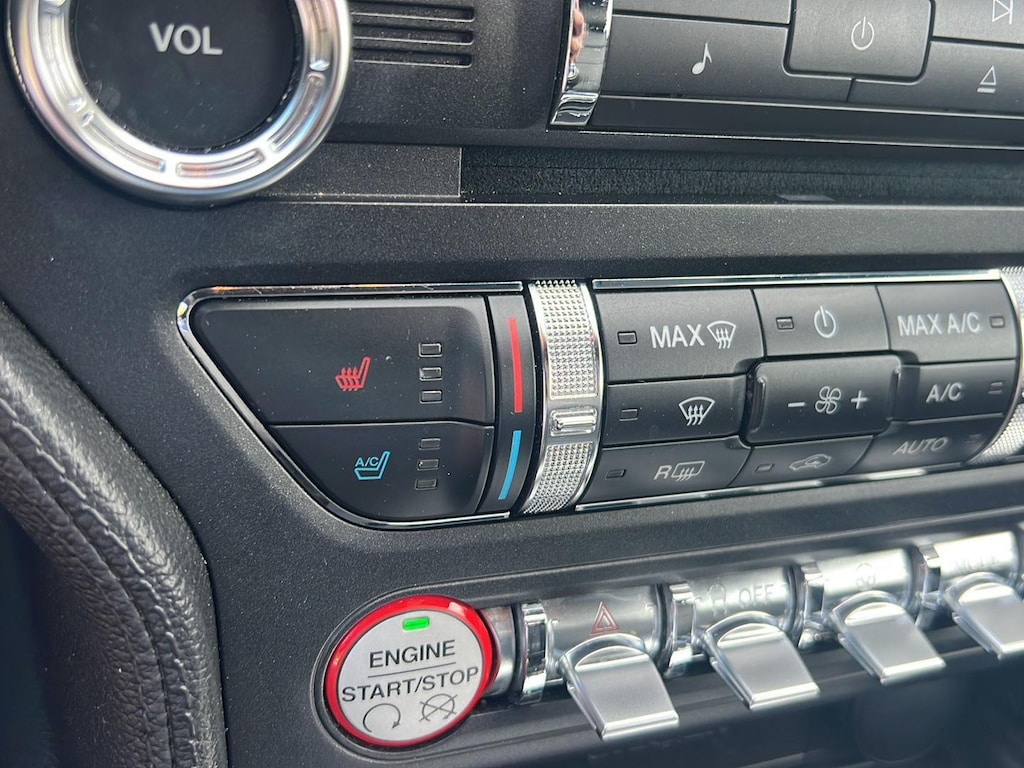 VOL
MAX
MAX A/C
- +
A/C
A/C
R
AUTO
ENGINE
START/STOP
OFF